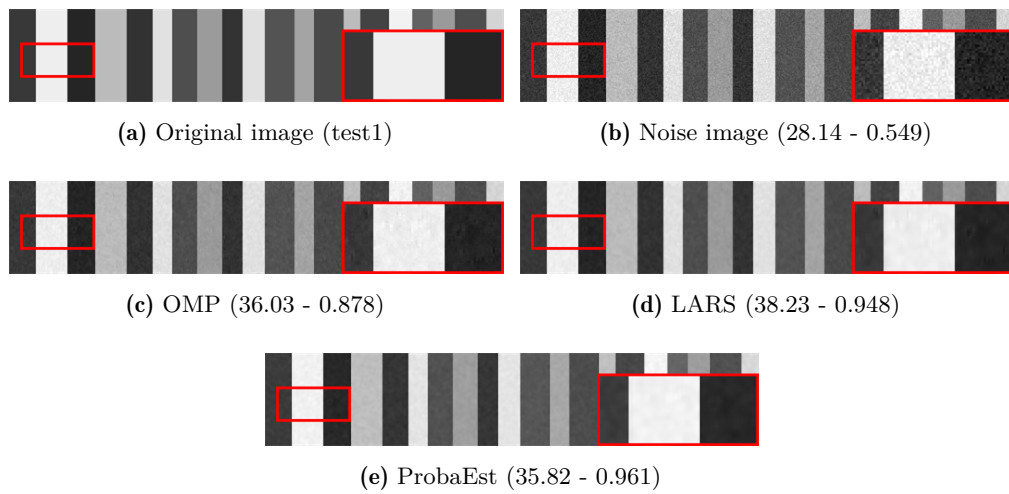 (a) Original image (test1)
(b) Noise image (28.14 - 0.549)
(c) OMP (36.03 - 0.878)
(d) LARS (38.23 - 0.948)
(e) ProbaEst (35.82 - 0.961)